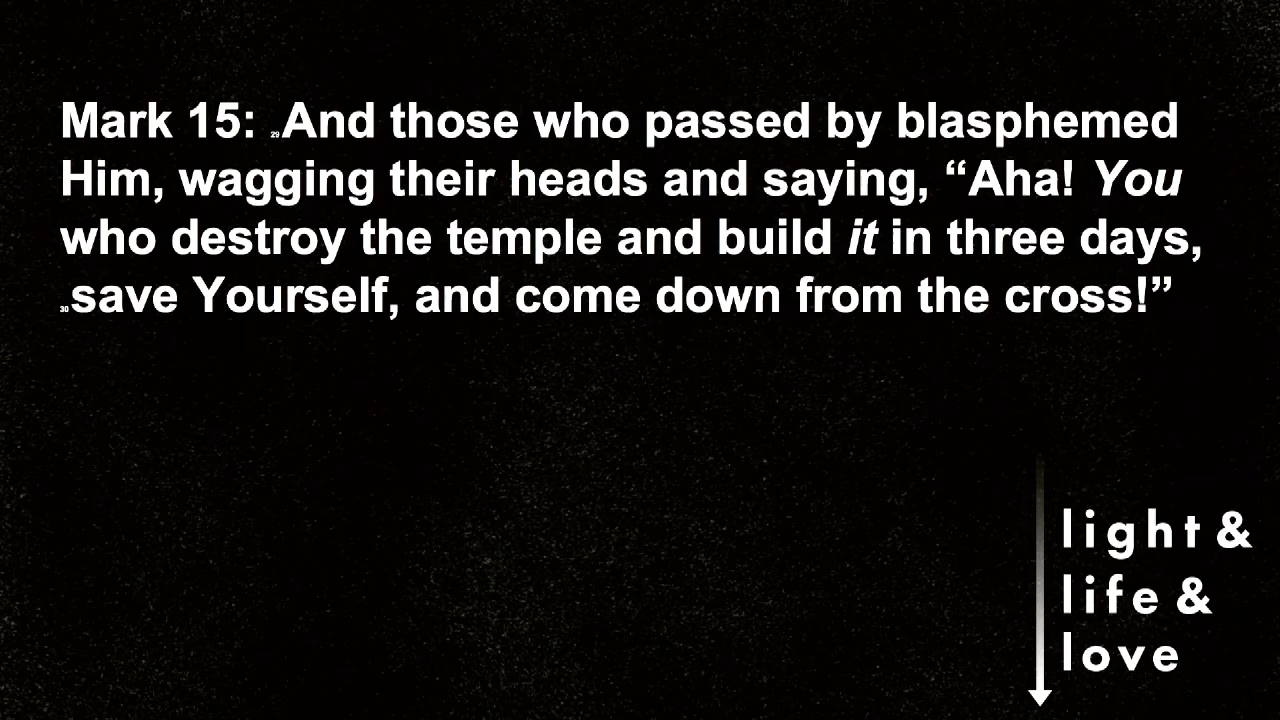 Mark 15: 29And those who passed by blasphemed
Him, wagging their heads and saying, “Aha! You
who destroy the temple and build it in three days,
30save Yourself, and come down from the cross!”
light &
life &
love